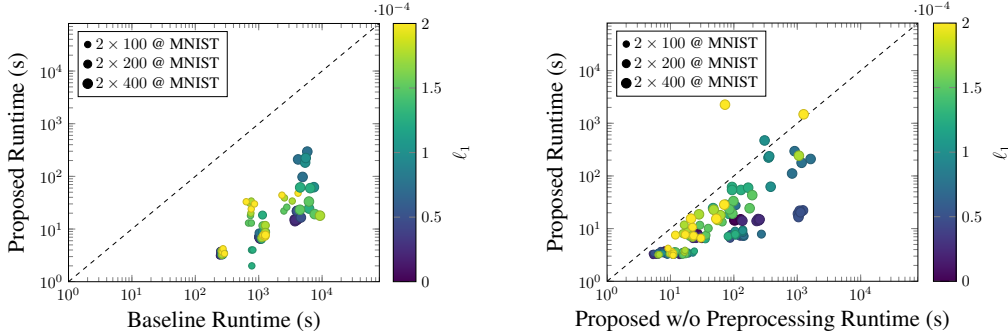 ·10⁻⁴
2 × 100 @ MNIST
2 × 200 @ MNIST
2 × 400 @ MNIST
10⁴
10³
10²
10¹
10⁰
10⁰ 10¹ 10² 10³ 10⁴
Proposed Runtime (s)
Baseline Runtime (s)
2
1.5
1
0.5
0
ℓ₁
·10⁻⁴
2 × 100 @ MNIST
2 × 200 @ MNIST
2 × 400 @ MNIST
10⁴
10³
10²
10¹
10⁰
10⁰ 10¹ 10² 10³ 10⁴
Proposed Runtime (s)
Proposed w/o Preprocessing Runtime (s)
2
1.5
1
0.5
0
ℓ₁